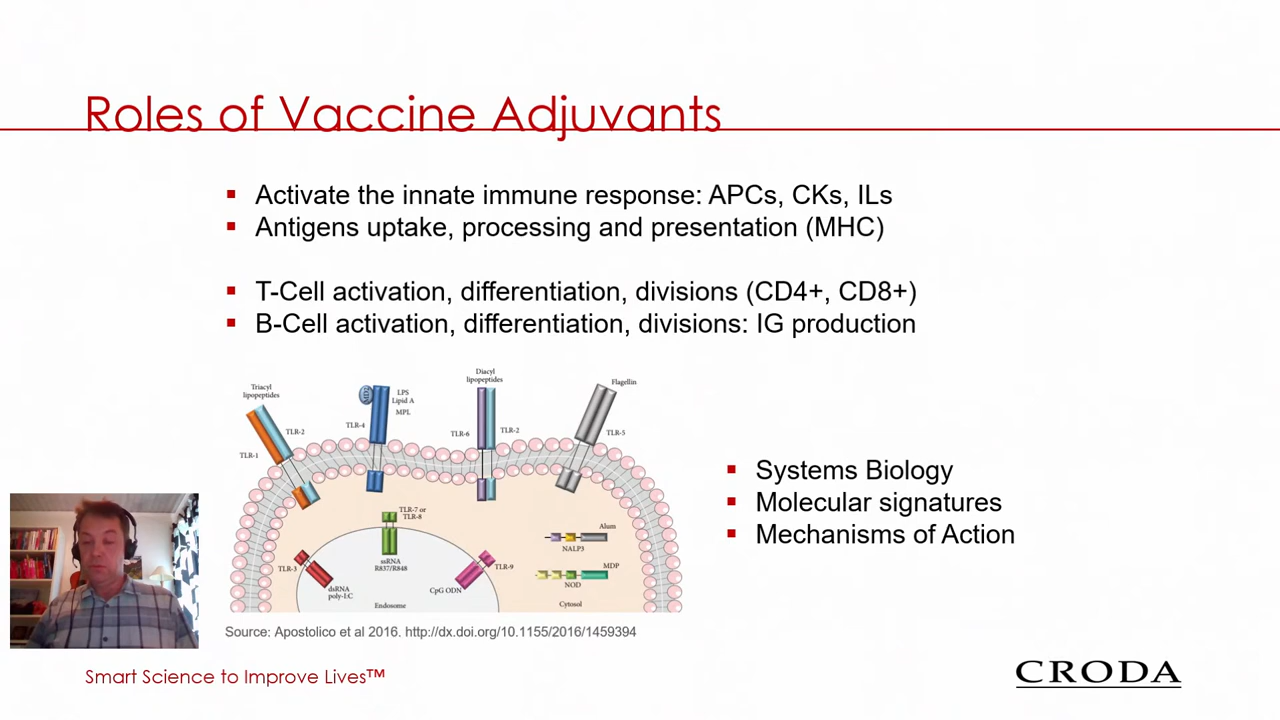 Roles of Vaccine Adjuvants
Activate the innate immune response: APCs, CKs, ILs
Antigens uptake, processing and presentation (MHC)
T-Cell activation, differentiation, divisions (CD4+, CD8+)
B-Cell activation, differentiation, divisions: IG production
Triacyl
lipopeptides
TLR-2
TLR-1
LPS
Lipid A
MPL
TLR-4
Diacyl
lipopeptides
TLR-6
TLR-2
Flagellin
TLR-5
TLR-7 or
TLR-8
ssRNA
R837/R848
TLR-3
dsRNA
poly-I:C
TLR-9
CpG ODN
Endosome
Alum
NALP3
MDP
NOD
Cytosol
Systems Biology
Molecular signatures
Mechanisms of Action
Source: Apostolico et al 2016. http://dx.doi.org/10.1155/2016/1459394
Smart Science to Improve Lives™
CRODA